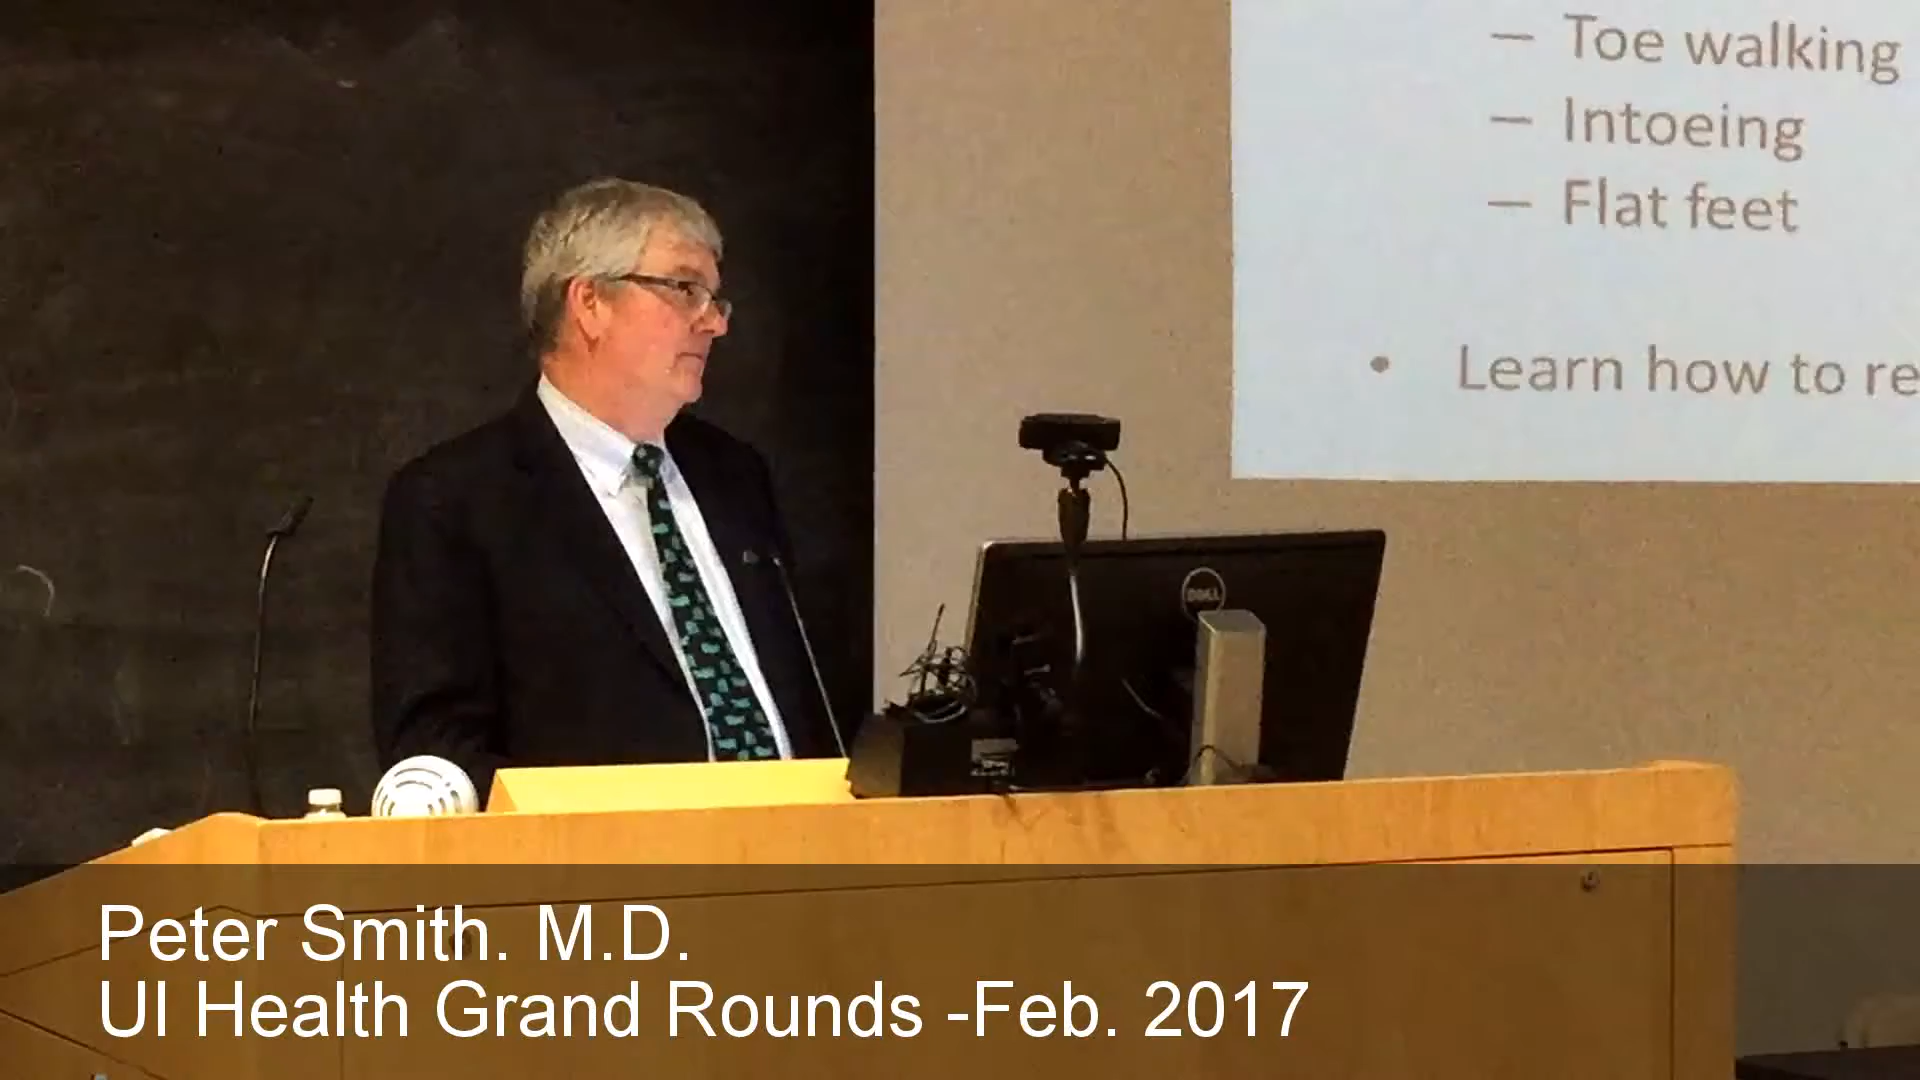 — Toe walking
— Intoeing
— Flat feet
• Learn how to re
DELL
Peter Smith. M.D.
UI Health Grand Rounds -Feb. 2017